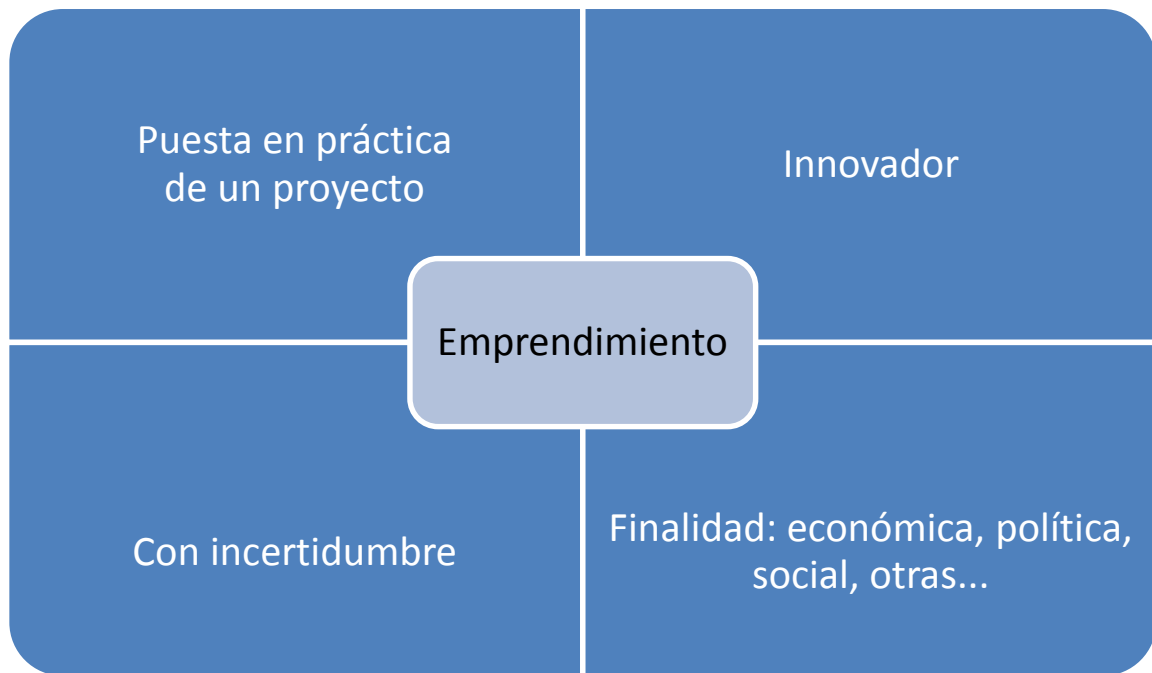 Puesta en práctica
de un proyecto
Innovador
Emprendimiento
Con incertidumbre
Finalidad: económica, política,
social, otras...